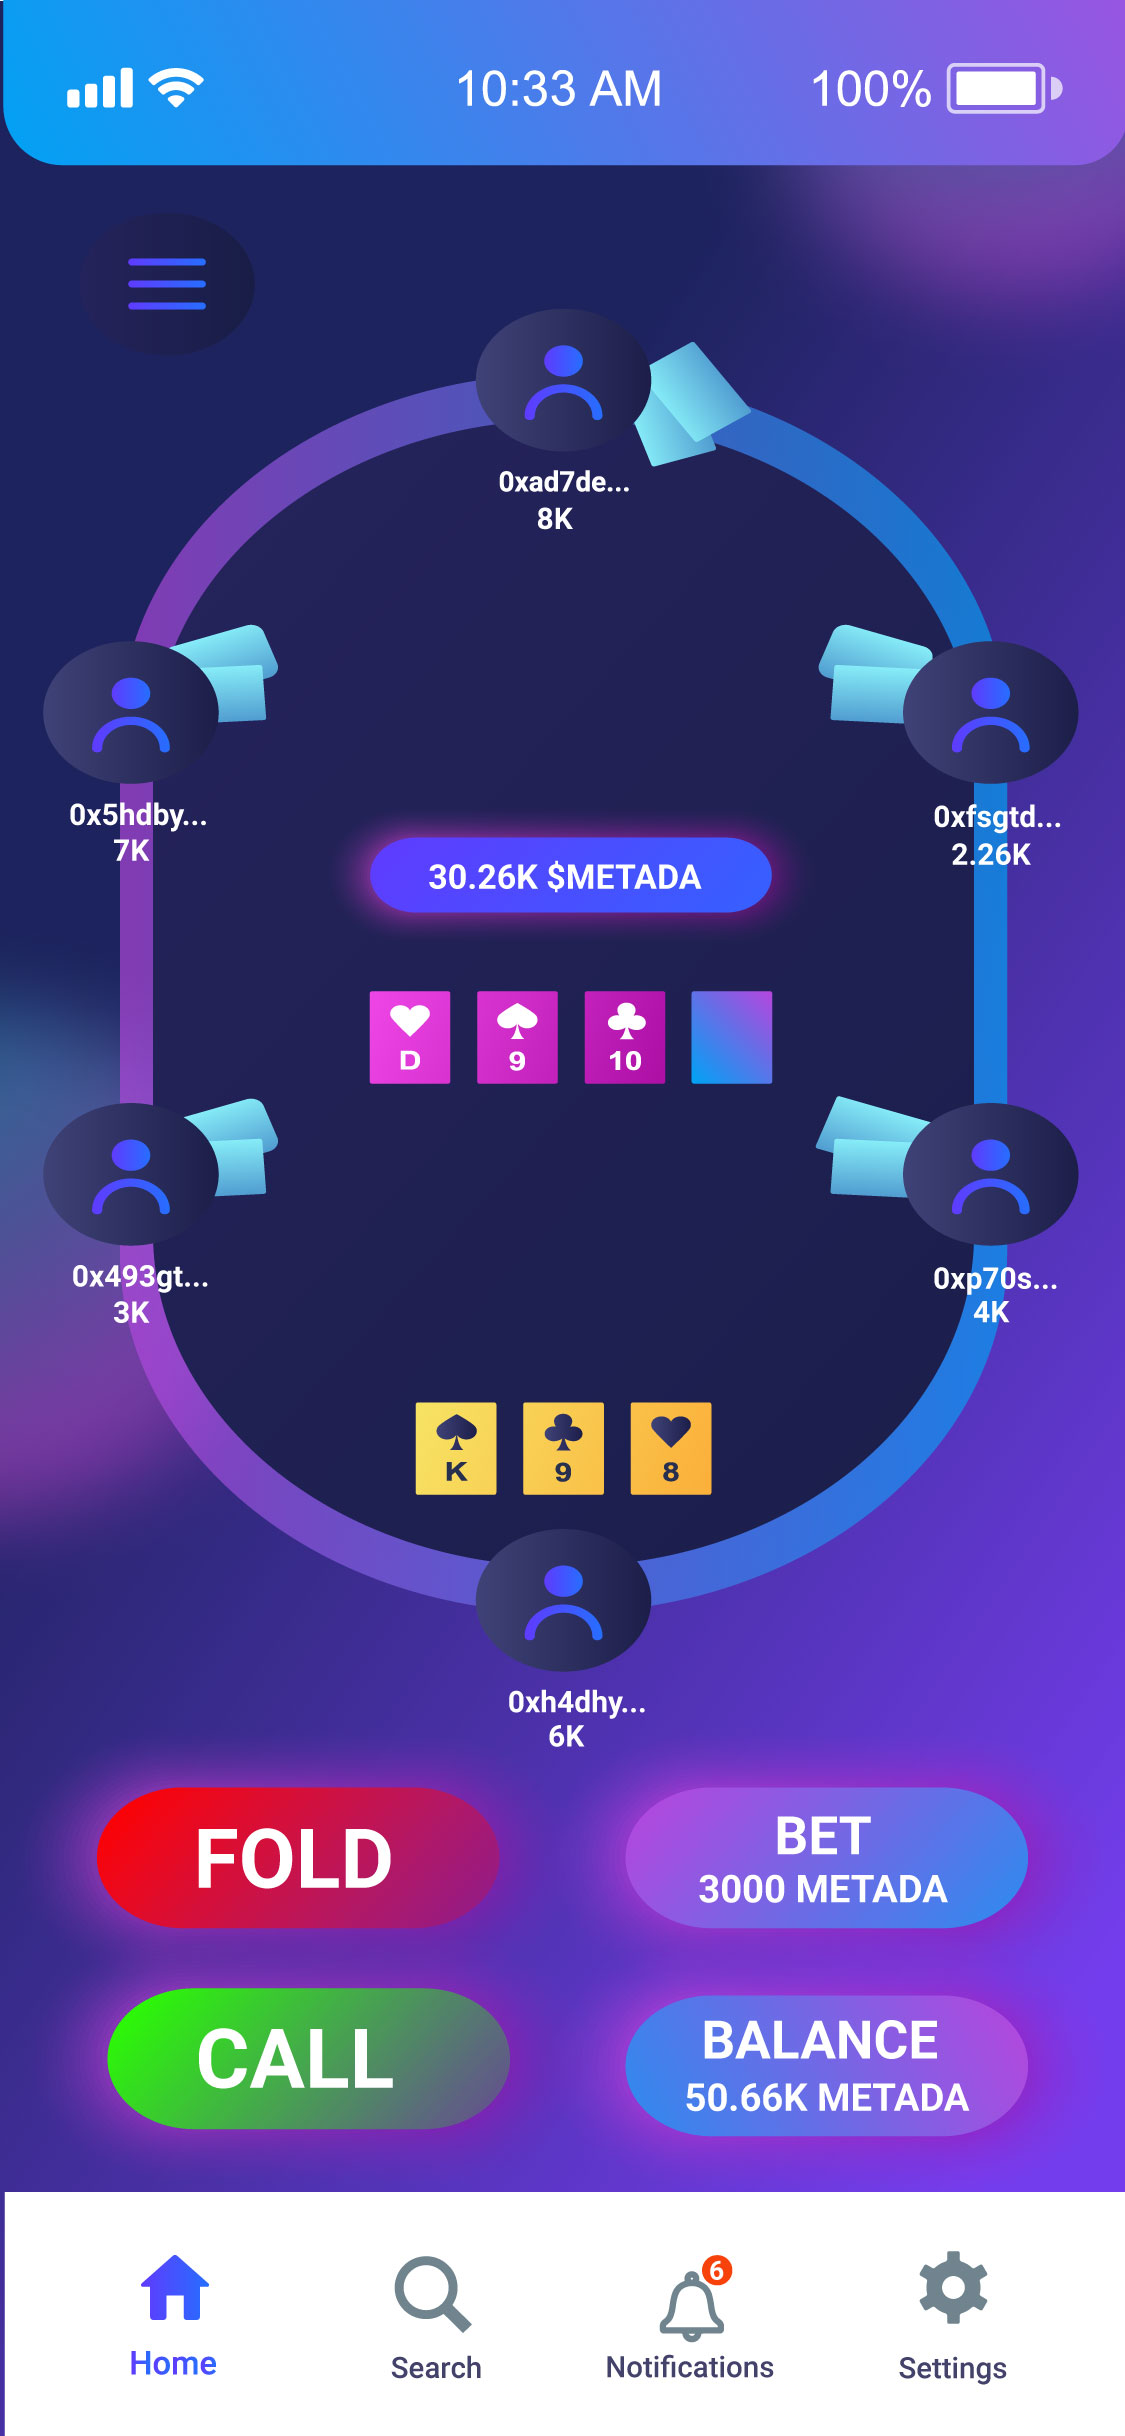 10:33 AM
100%
0xad7de...
8K
0x5hdby...
7K
0xfsgtd...
2.26K
30.26K $METADA
D
9
10
0x493gt...
3K
0xp70s...
4K
K
9
8
0xh4dhy...
6K
FOLD
BET
3000 METADA
CALL
BALANCE
50.66K METADA
6
Home
Search
Notifications
Settings